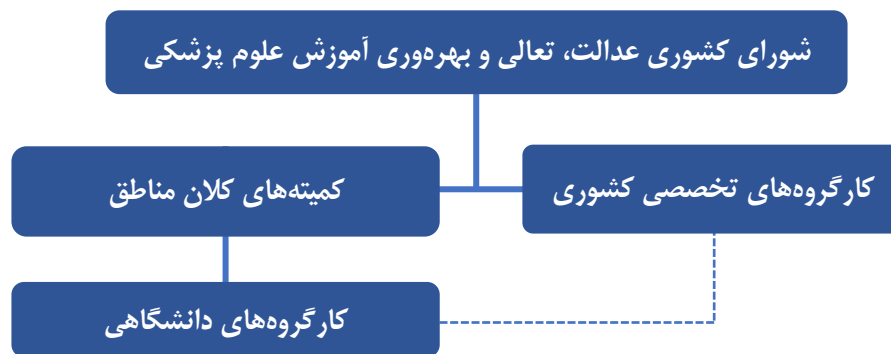 شورای کشوری عدالت، تعالی و بهره‌وری آموزش علوم پزشکی
کارگروه‌های تخصصی کشوری
کمیته‌های کلان مناطق
کارگروه‌های دانشگاهی